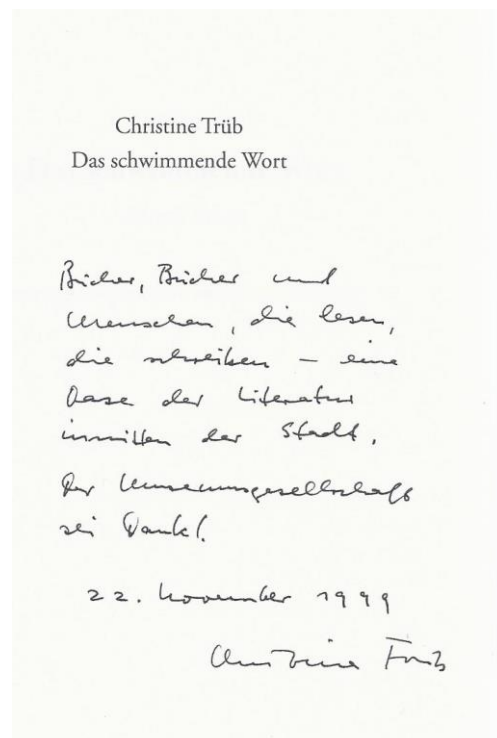 Christine Trüb
Das schwimmende Wort
Bücher, Bücher und
Menschen, die lesen,
die schreiben – eine
Oase der Literatur
inmitten der Stadt.
Der Museumsgesellschaft
sei Dank!
22. November 1999
Christine Trüb